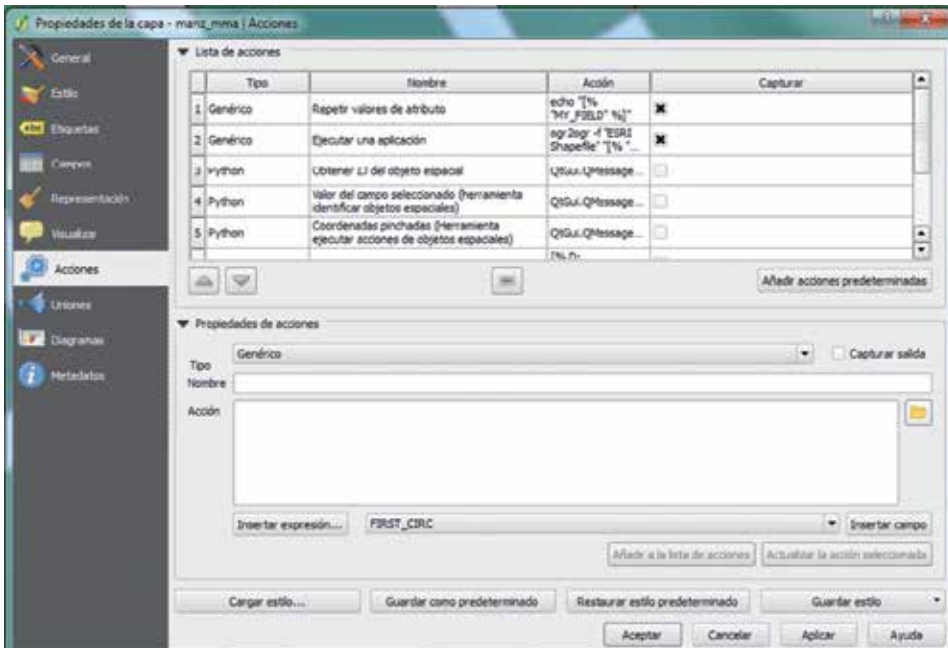 Propiedades de la capa - manz_mma | Acciones
General
Estilo
Etiquetas
Campos
Representación
Visualizar
Acciones
Uniones
Diagramas
Metadatos
Lista de acciones
Tipo Nombre Acción Capturar
1 Genérico Repetir valores de atributo echo "[% "MY_FIELD" %]"
2 Genérico Ejecutar una aplicación ogr2ogr -f "ESRI Shapefile" "[% "...
3 Python Obtener ID del objeto espacial QtGui.QMessage...
4 Python Valor del campo seleccionado (herramienta identificar objetos espaciales) QtGui.QMessage...
5 Python Coordenadas pinchadas (Herramienta ejecutar acciones de objetos espaciales) QtGui.QMessage...
Añadir acciones predeterminadas
Propiedades de acciones
Tipo Genérico Capturar salida
Nombre
Acción
Insertar expresión... FIRST_CIRC Insertar campo
Añadir a la lista de acciones Actualizar la acción seleccionada
Cargar estilo... Guardar como predeterminado Restaurar estilo predeterminado Guardar estilo
Aceptar Cancelar Aplicar Ayuda